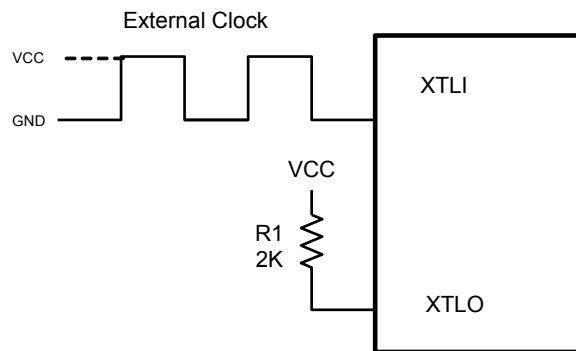 External Clock
VCC
GND
XTLI
VCC
R1
2K
XTLO